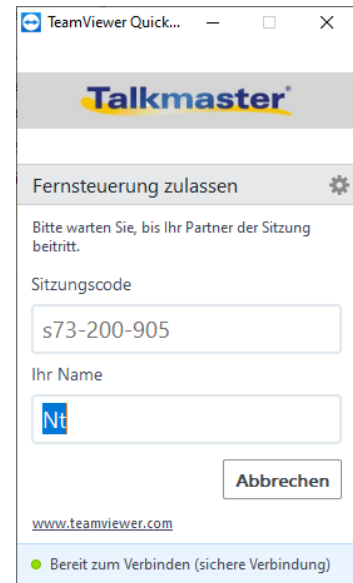 TeamViewer Quick...
Talkmaster®
Fernsteuerung zulassen
Bitte warten Sie, bis Ihr Partner der Sitzung
beitritt.
Sitzungscode
s73-200-905
Ihr Name
Nt
Abbrechen
www.teamviewer.com
Bereit zum Verbinden (sichere Verbindung)